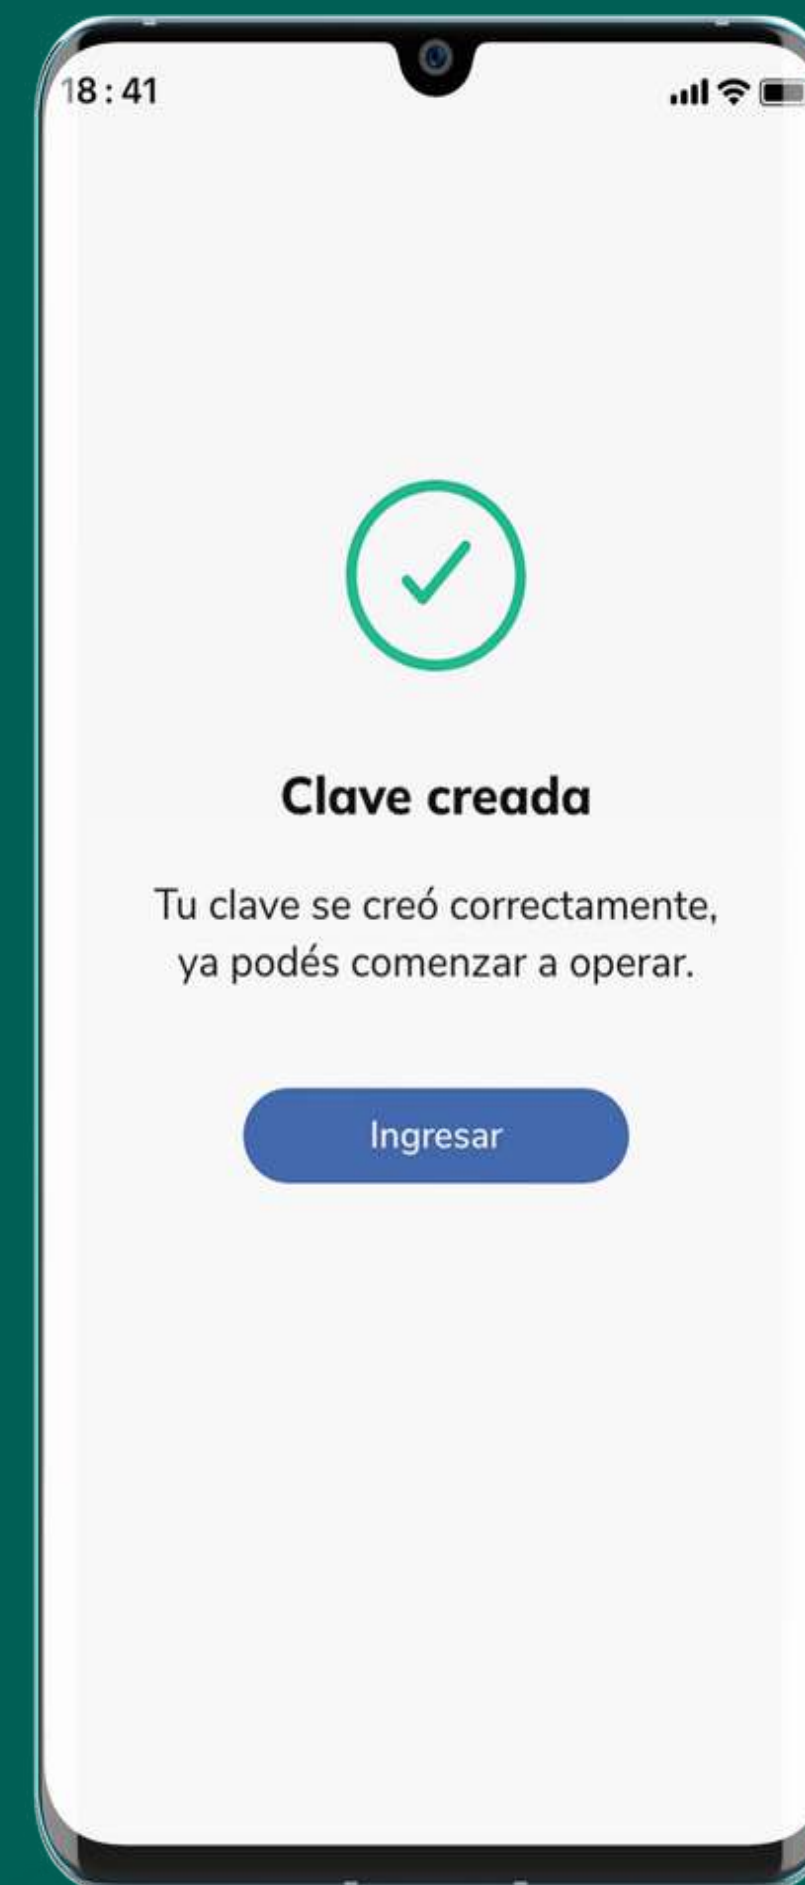 18:41
Clave creada
Tu clave se creó correctamente,
ya podés comenzar a operar.
Ingresar